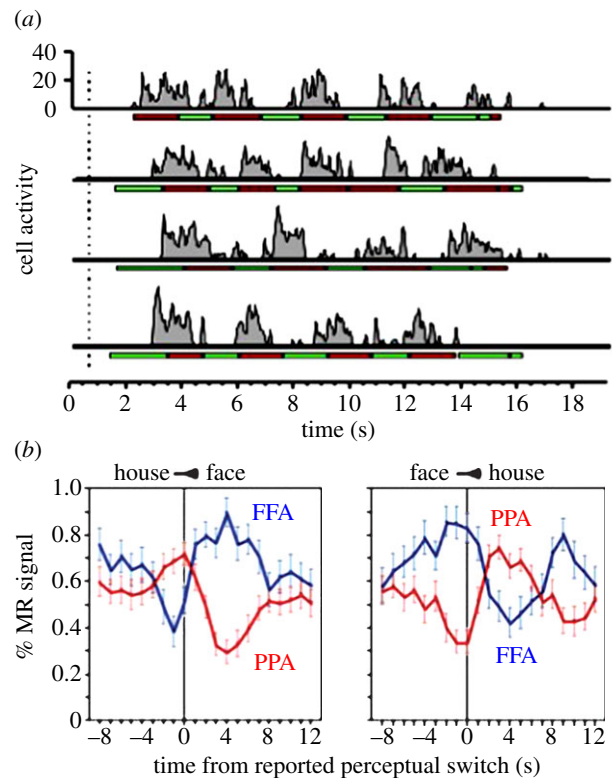 (a)
40
20
0
cell activity
0 2 4 6 8 10 12 14 16 18
time (s)
(b)
house face
face house
1.0
0.8
0.6
0.4
0.2
0
% MR signal
FFA
PPA
PPA
FFA
–8 –4 0 4 8 12
–8 –4 0 4 8 12
time from reported perceptual switch (s)